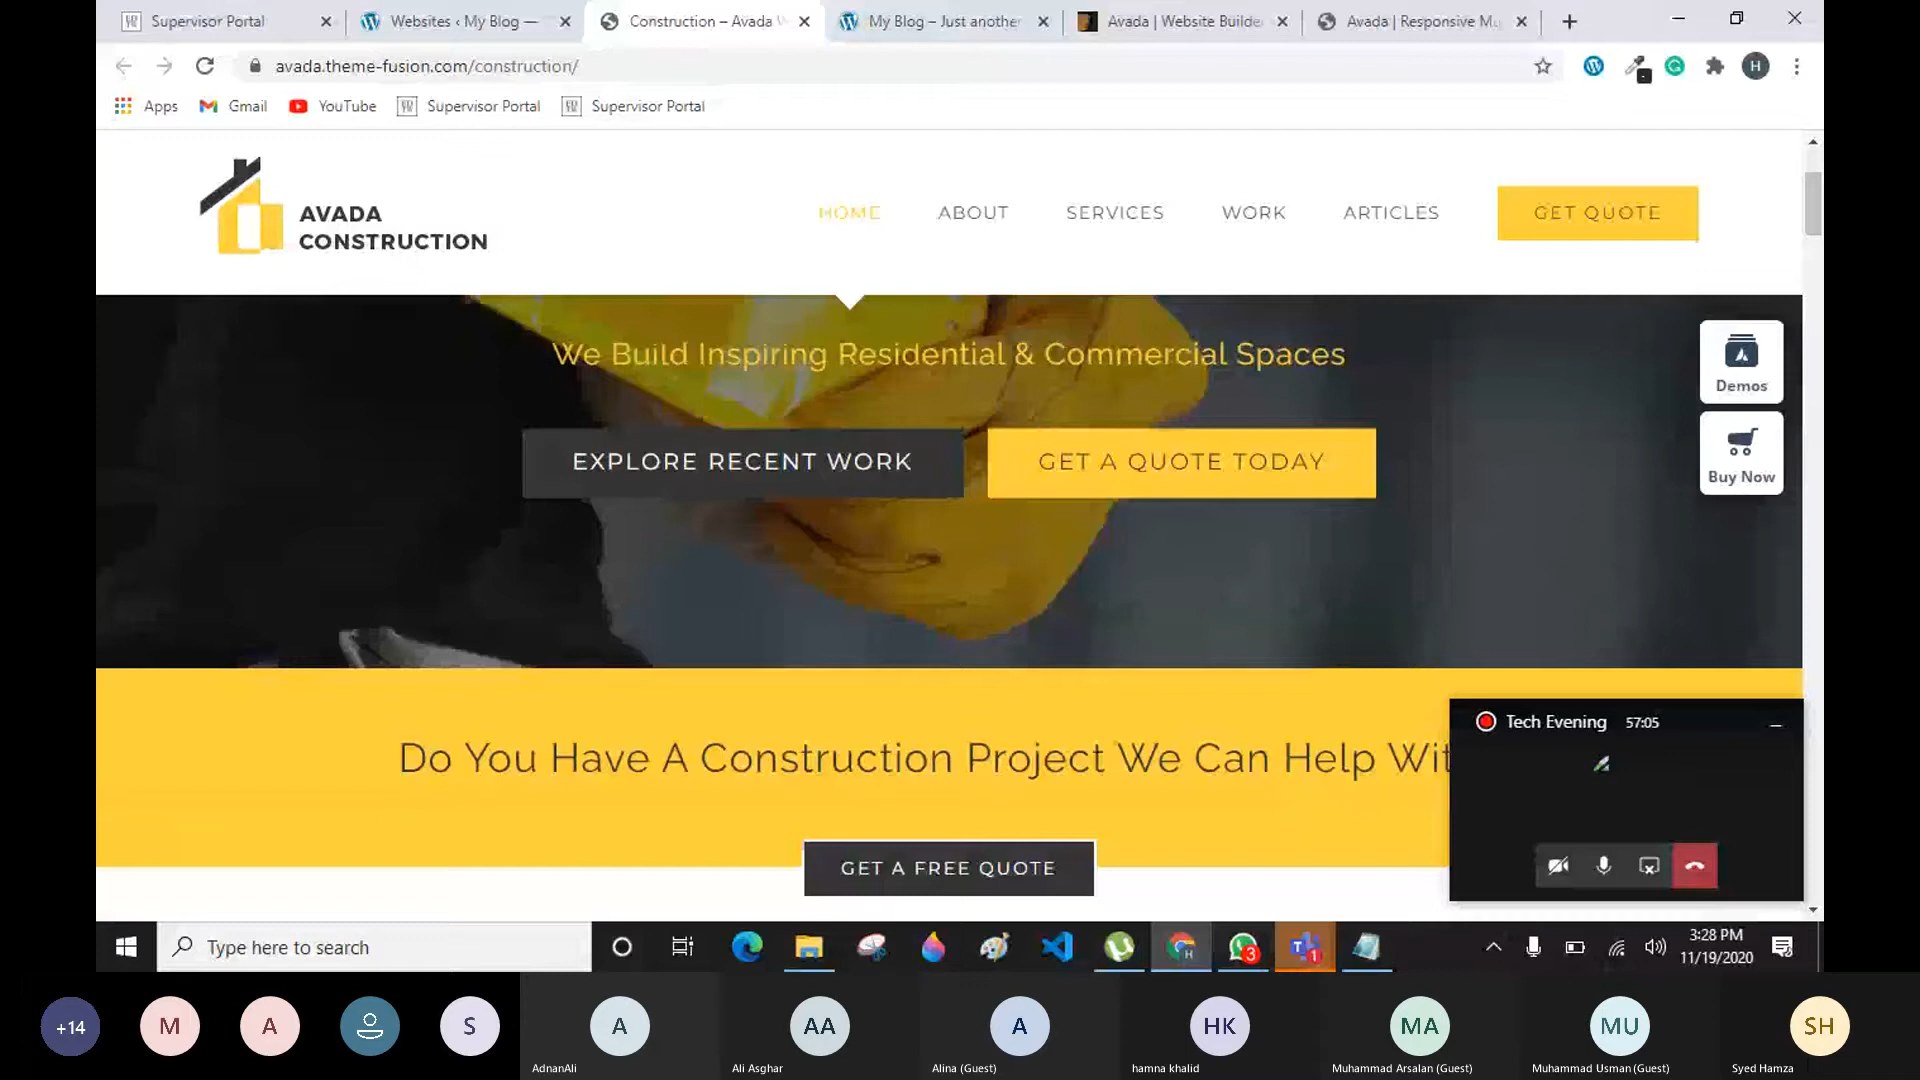 Supervisor Portal
Websites ‹ My Blog —
Construction – Avada W
My Blog – Just another
Avada | Website Builde
Avada | Responsive Mu
avada.theme-fusion.com/construction/
H
Apps
Gmail
YouTube
Supervisor Portal
Supervisor Portal
AVADA
CONSTRUCTION
HOME
ABOUT
SERVICES
WORK
ARTICLES
GET QUOTE
We Build Inspiring Residential & Commercial Spaces
Demos
EXPLORE RECENT WORK
GET A QUOTE TODAY
Buy Now
Tech Evening 57:05
Do You Have A Construction Project We Can Help Wit
GET A FREE QUOTE
Type here to search
H
3
1
3:28 PM
11/19/2020
+14
M
A
S
A
AA
A
HK
MA
MU
SH
AdnanAli
Ali Asghar
Alina (Guest)
hamna khalid
Muhammad Arsalan (Guest)
Muhammad Usman (Guest)
Syed Hamza